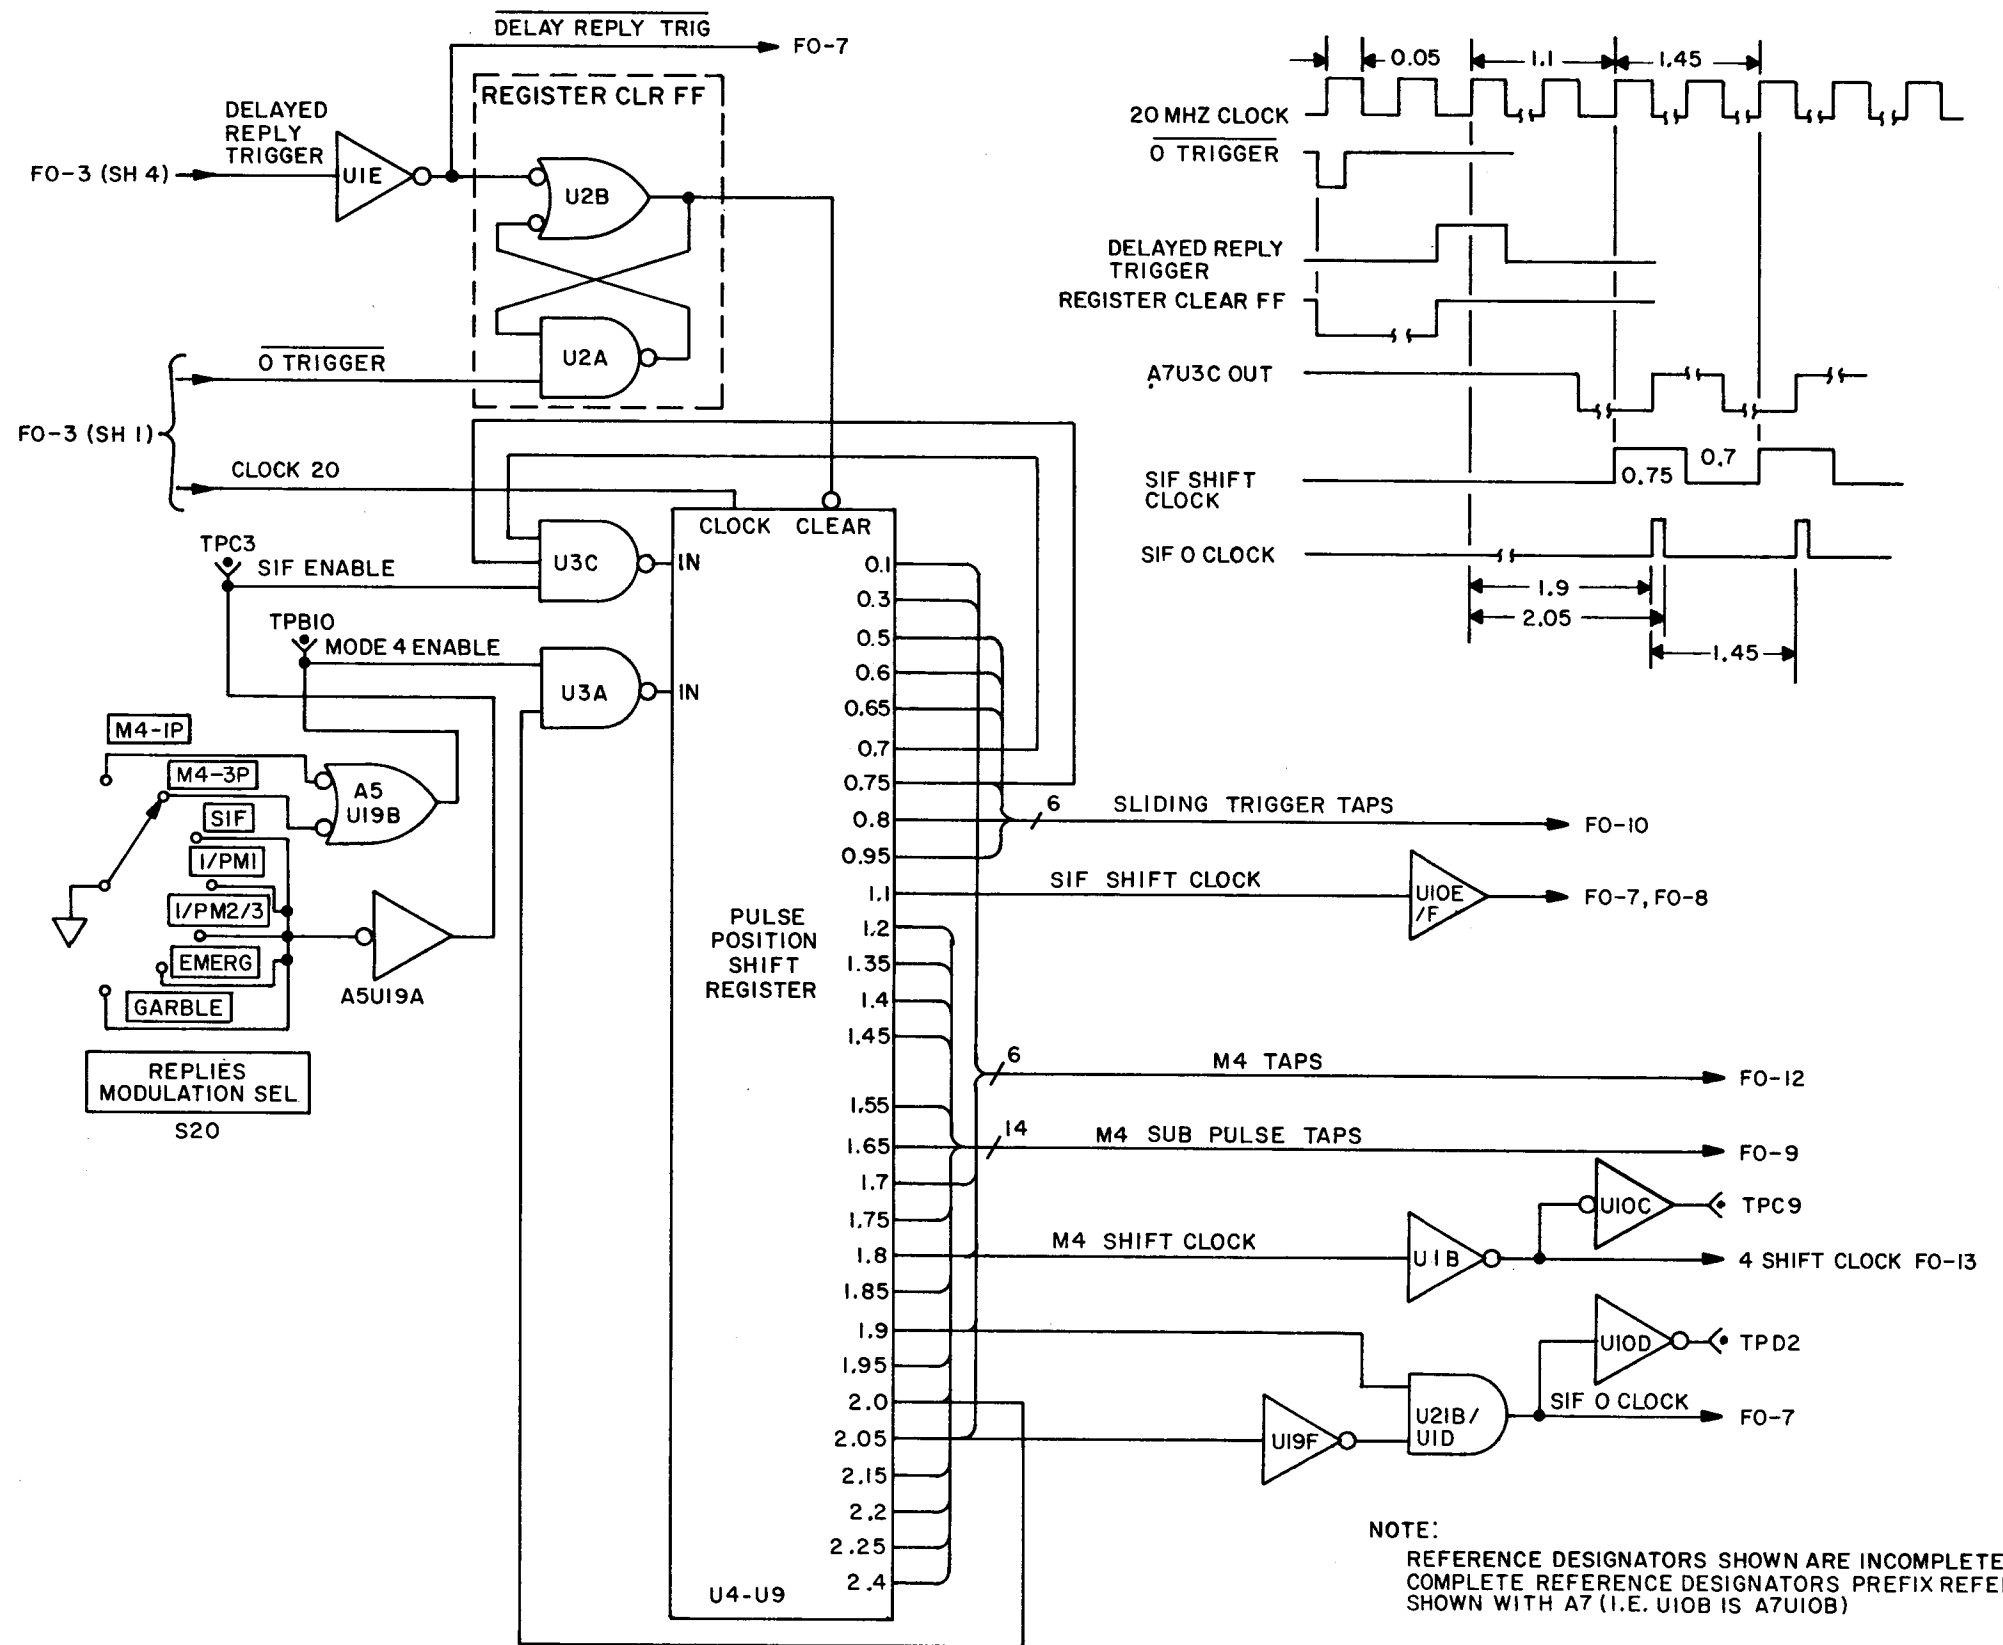 DELAY REPLY TRIG
FO-7
REGISTER CLR FF
DELAYED
REPLY
TRIGGER
FO-3 (SH 4)
U1E
U2B
U2A
O TRIGGER
FO-3 (SH 1)
CLOCK 20
CLOCK CLEAR
TPC3
SIF ENABLE
U3C
IN
TPB10
MODE 4 ENABLE
U3A
IN
M4-1P
M4-3P
SIF
1/PM1
1/PM2/3
EMERG
GARBLE
A5
U19B
A5U19A
REPLIES
MODULATION SEL
S20
PULSE
POSITION
SHIFT
REGISTER
U4-U9
0.1
0.3
0.5
0.6
0.65
0.7
0.75
0.8
0.95
1.1
1.2
1.35
1.4
1.45
1.55
1.65
1.7
1.75
1.8
1.85
1.9
1.95
2.0
2.05
2.15
2.2
2.25
2.4
6 SLIDING TRIGGER TAPS
FO-10
SIF SHIFT CLOCK
U10E
/F
FO-7, FO-8
6 M4 TAPS
FO-12
14 M4 SUB PULSE TAPS
FO-9
U10C
TPC9
M4 SHIFT CLOCK
U1B
4 SHIFT CLOCK FO-13
U10D
TPD2
U19F
U21B/
U1D
SIF O CLOCK
FO-7
0.05 1.1 1.45
20 MHZ CLOCK
O TRIGGER
DELAYED REPLY
TRIGGER
REGISTER CLEAR FF
A7U3C OUT
SIF SHIFT
CLOCK
0.75
0.7
SIF O CLOCK
1.9
2.05
1.45
NOTE:
REFERENCE DESIGNATORS SHOWN ARE INCOMPLETE
COMPLETE REFERENCE DESIGNATORS PREFIX REFE
SHOWN WITH A7 (I.E. U10B IS A7U10B)